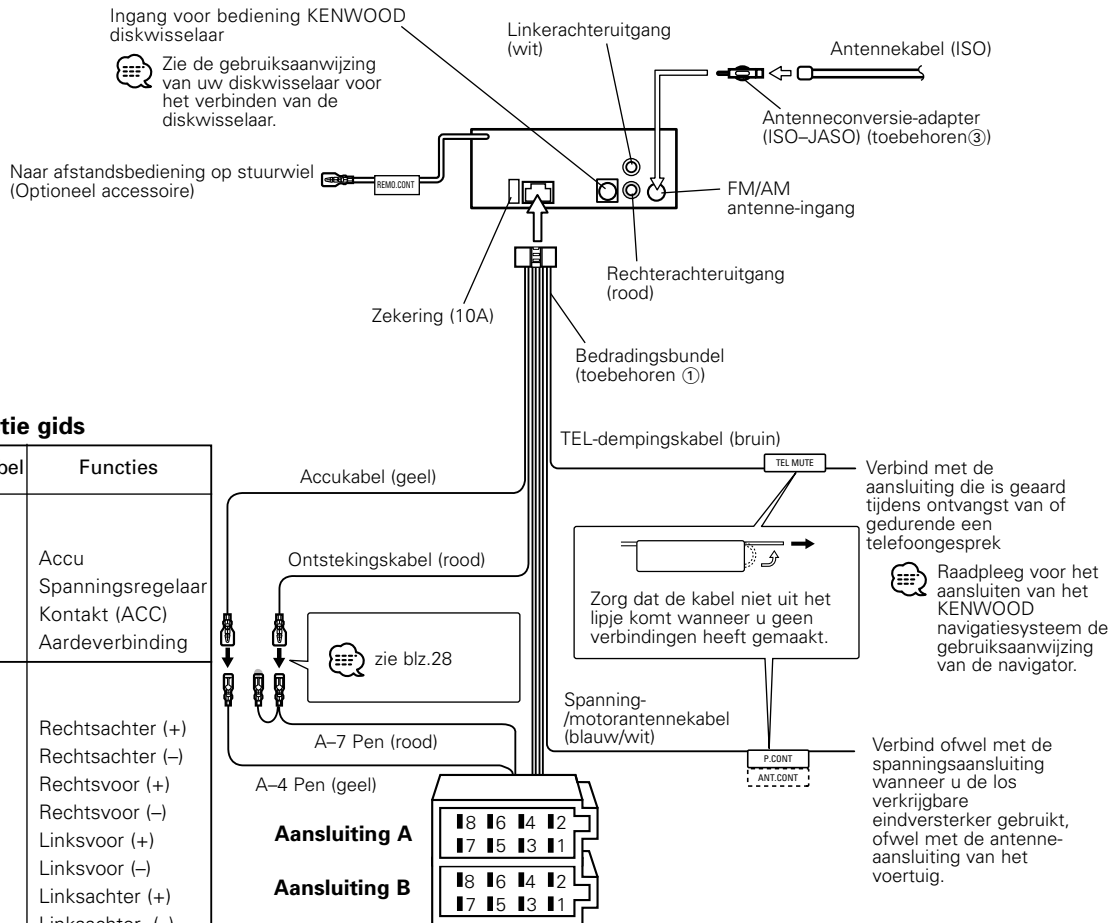 Ingang voor bediening KENWOOD
diskwisselaar
Zie de gebruiksaanwijzing
van uw diskwisselaar voor
het verbinden van de
diskwisselaar.
Linkerachteruitgang
(wit)
Antennekabel (ISO)
Antenneconversie-adapter
(ISO–JASO) (toebehoren③)
Naar afstandsbediening op stuurwiel
(Optioneel accessoire)
REMO.CONT
FM/AM
antenne-ingang
Rechterachteruitgang
(rood)
Zekering (10A)
Bedradingsbundel
(toebehoren ①)
tie gids
bel
Functies
Accu
Spanningsregelaar
Kontakt (ACC)
Aardeverbinding
Rechtsachter (+)
Rechtsachter (–)
Rechtsvoor (+)
Rechtsvoor (–)
Linksvoor (+)
Linksvoor (–)
Linksachter (+)
Linksachter (–)
TEL-dempingskabel (bruin)
TEL MUTE
Verbind met de
aansluiting die is geaard
tijdens ontvangst van of
gedurende een
telefoongesprek
Raadpleeg voor het
aansluiten van het
KENWOOD
navigatiesysteem de
gebruiksaanwijzing
van de navigator.
Accukabel (geel)
Ontstekingskabel (rood)
Zorg dat de kabel niet uit het
lipje komt wanneer u geen
verbindingen heeft gemaakt.
zie blz.28
Spanning-
/motorantennekabel
(blauw/wit)
P.CONT
ANT.CONT
Verbind ofwel met de
spanningsaansluiting
wanneer u de los
verkrijgbare
eindversterker gebruikt,
ofwel met de antenne-
aansluiting van het
voertuig.
A–7 Pen (rood)
A–4 Pen (geel)
Aansluiting A
8 6 4 2
7 5 3 1
Aansluiting B
8 6 4 2
7 5 3 1